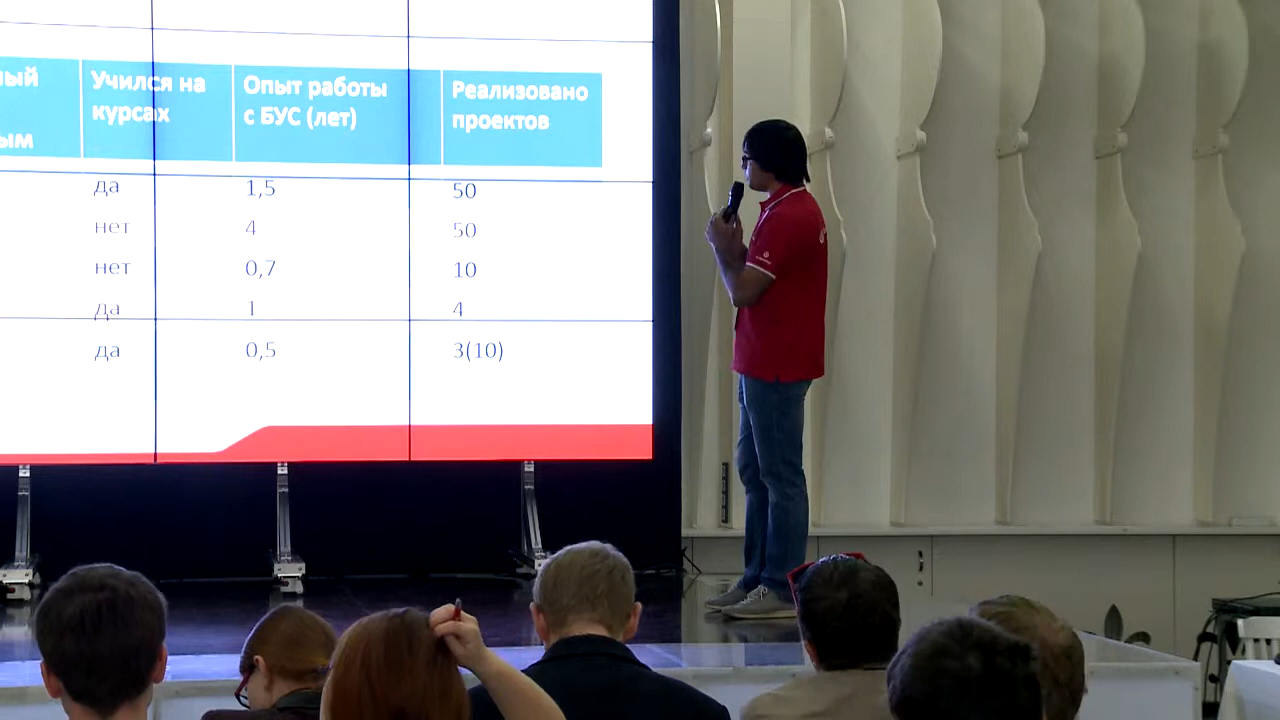 ный Учился на Опыт работы Реализовано
курсах с БУС (лет) проектов
ым
да 1,5 50
нет 4 50
нет 0,7 10
да 1 4
да 0,5 3(10)